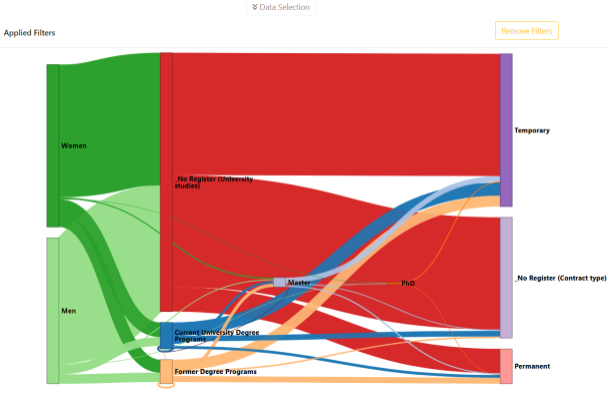 Data Selection
Applied Filters
Remove Filters
Temporary
Women
_No Register (University
studies)
_No Register (Contract type)
Master
PhD
Men
Current University Degree
Programs
Permanent
Former Degree Programs